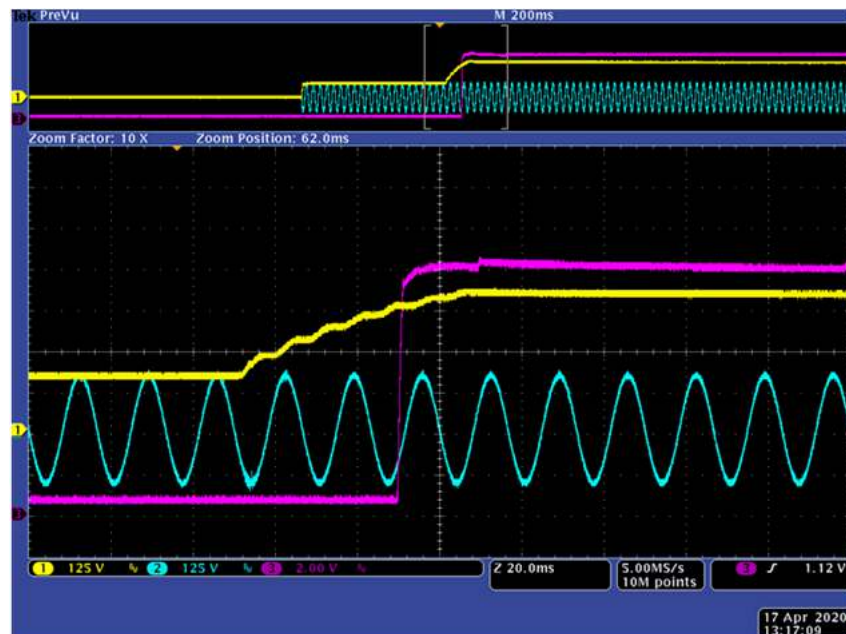 Tek PreVu M 200ms
1
3
Zoom Factor: 10 X Zoom Position: 62.0ms
1
3
1 125 V 2 125 V 3 2.00 V Z 20.0ms 5.00MS/s 3 1.12 V
10M points
17 Apr 2020
13:17:09